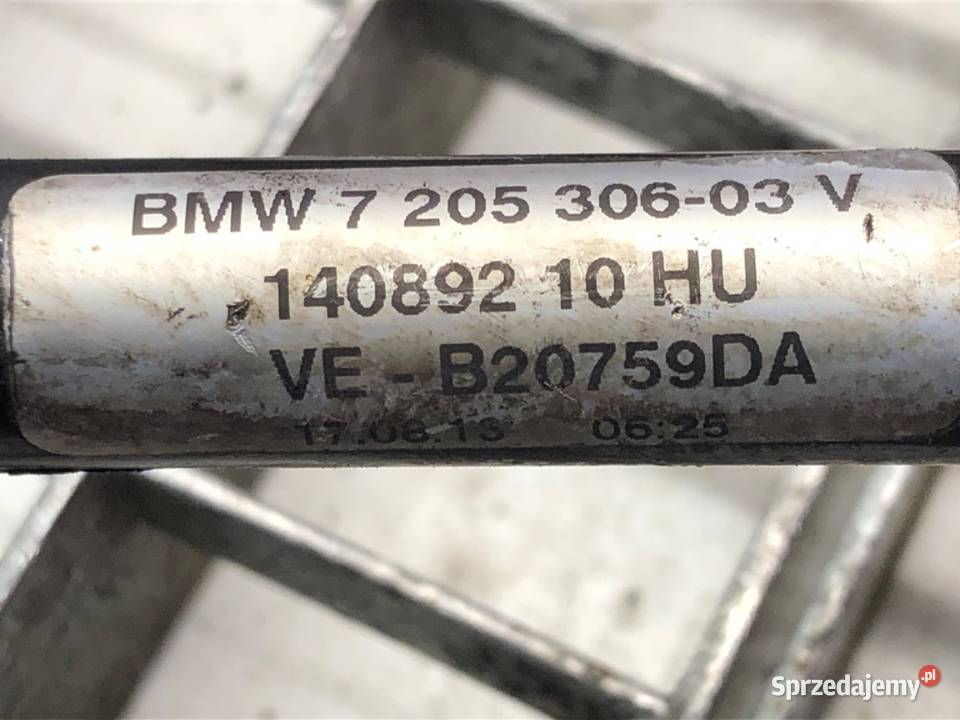 BMW 7 205 306-03 V
140892 10 HU
VE - B20759DA
17.06.13 06:25
Sprzedajemy.pl